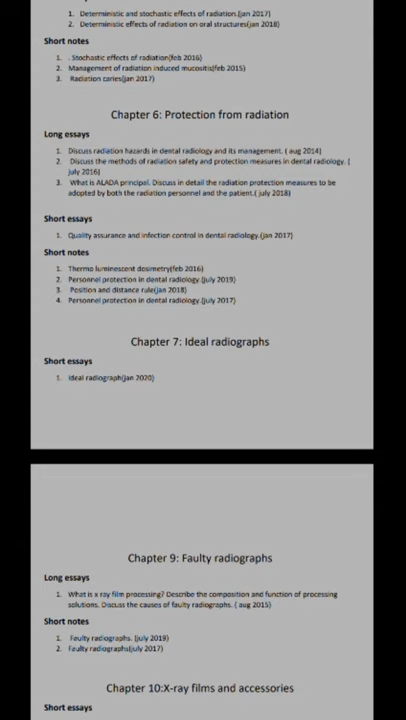 1. Deterministic and stochastic effects of radiation.(jan 2017)
2. Deterministic effects of radiation on oral structures(jan 2018)
Short notes
1. . Stochastic effects of radiation(feb 2016)
2. Management of radiation induced mucositis(feb 2015)
3. Radiation caries(jan 2017)
Chapter 6: Protection from radiation
Long essays
1. Discuss radiation hazards in dental radiology and its management. ( aug 2014)
2. Discuss the methods of radiation safety and protection measures in dental radiology. (
july 2016)
3. What is ALADA principal. Discuss in detail the radiation protection measures to be
adopted by both the radiation personnel and the patient.( july 2018)
Short essays
1. Quality assurance and infection control in dental radiology.(jan 2017)
Short notes
1. Thermo luminescent dosimetry(feb 2016)
2. Personnel protection in dental radiology.(july 2019)
3. Position and distance rule(jan 2018)
4. Personnel protection in dental radiology.(july 2017)
Chapter 7: Ideal radiographs
Short essays
1. Ideal radiograph(jan 2020)
Chapter 9: Faulty radiographs
Long essays
1. What is x ray film processing? Describe the composition and function of processing
solutions. Discuss the causes of faulty radiographs. ( aug 2015)
Short notes
1. Faulty radiographs. (july 2019)
2. Faulty radiographs(july 2017)
Chapter 10:X-ray films and accessories
Short essays